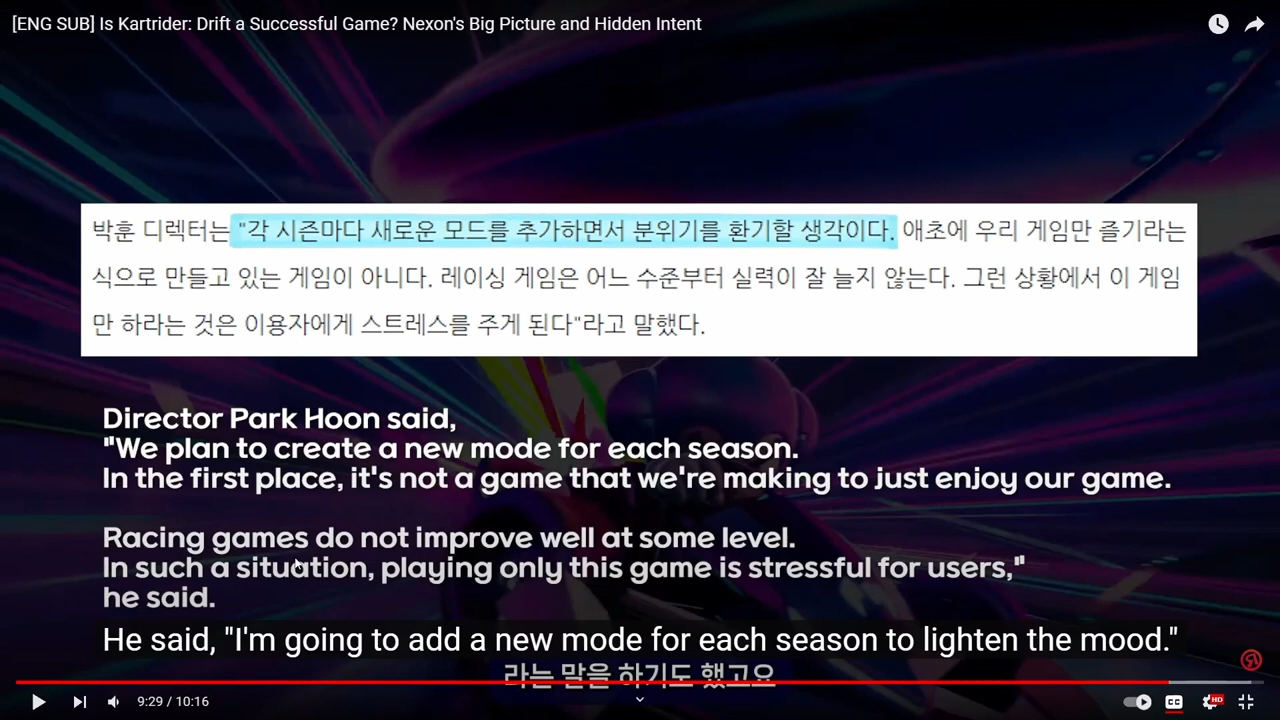 [ENG SUB] Is Kartrider: Drift a Successful Game? Nexon's Big Picture and Hidden Intent
박훈 디렉터는 "각 시즌마다 새로운 모드를 추가하면서 분위기를 환기할 생각이다. 애초에 우리 게임만 즐기라는
식으로 만들고 있는 게임이 아니다. 레이싱 게임은 어느 수준부터 실력이 잘 늘지 않는다. 그런 상황에서 이 게임
만 하라는 것은 이용자에게 스트레스를 주게 된다"라고 말했다.
Director Park Hoon said,
"We plan to create a new mode for each season.
In the first place, it's not a game that we're making to just enjoy our game.
Racing games do not improve well at some level.
In such a situation, playing only this game is stressful for users,"
he said.
He said, "I'm going to add a new mode for each season to lighten the mood."
라는 말을 하기도 했고요
9:29 / 10:16
CC
HD